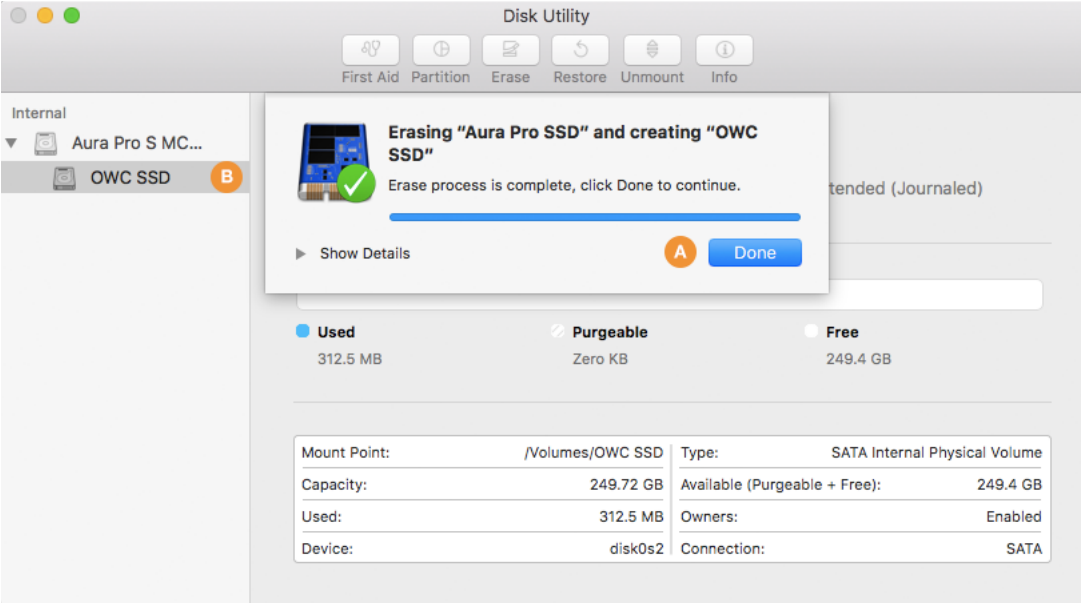 Disk Utility
First Aid Partition Erase Restore Unmount Info
Internal
Aura Pro S MC...
OWC SSD B
Erasing “Aura Pro SSD” and creating “OWC
SSD”
Erase process is complete, click Done to continue.
tended (Journaled)
Show Details A Done
Used Purgeable Free
312.5 MB Zero KB 249.4 GB
Mount Point: /Volumes/OWC SSD Type: SATA Internal Physical Volume
Capacity: 249.72 GB Available (Purgeable + Free): 249.4 GB
Used: 312.5 MB Owners: Enabled
Device: disk0s2 Connection: SATA